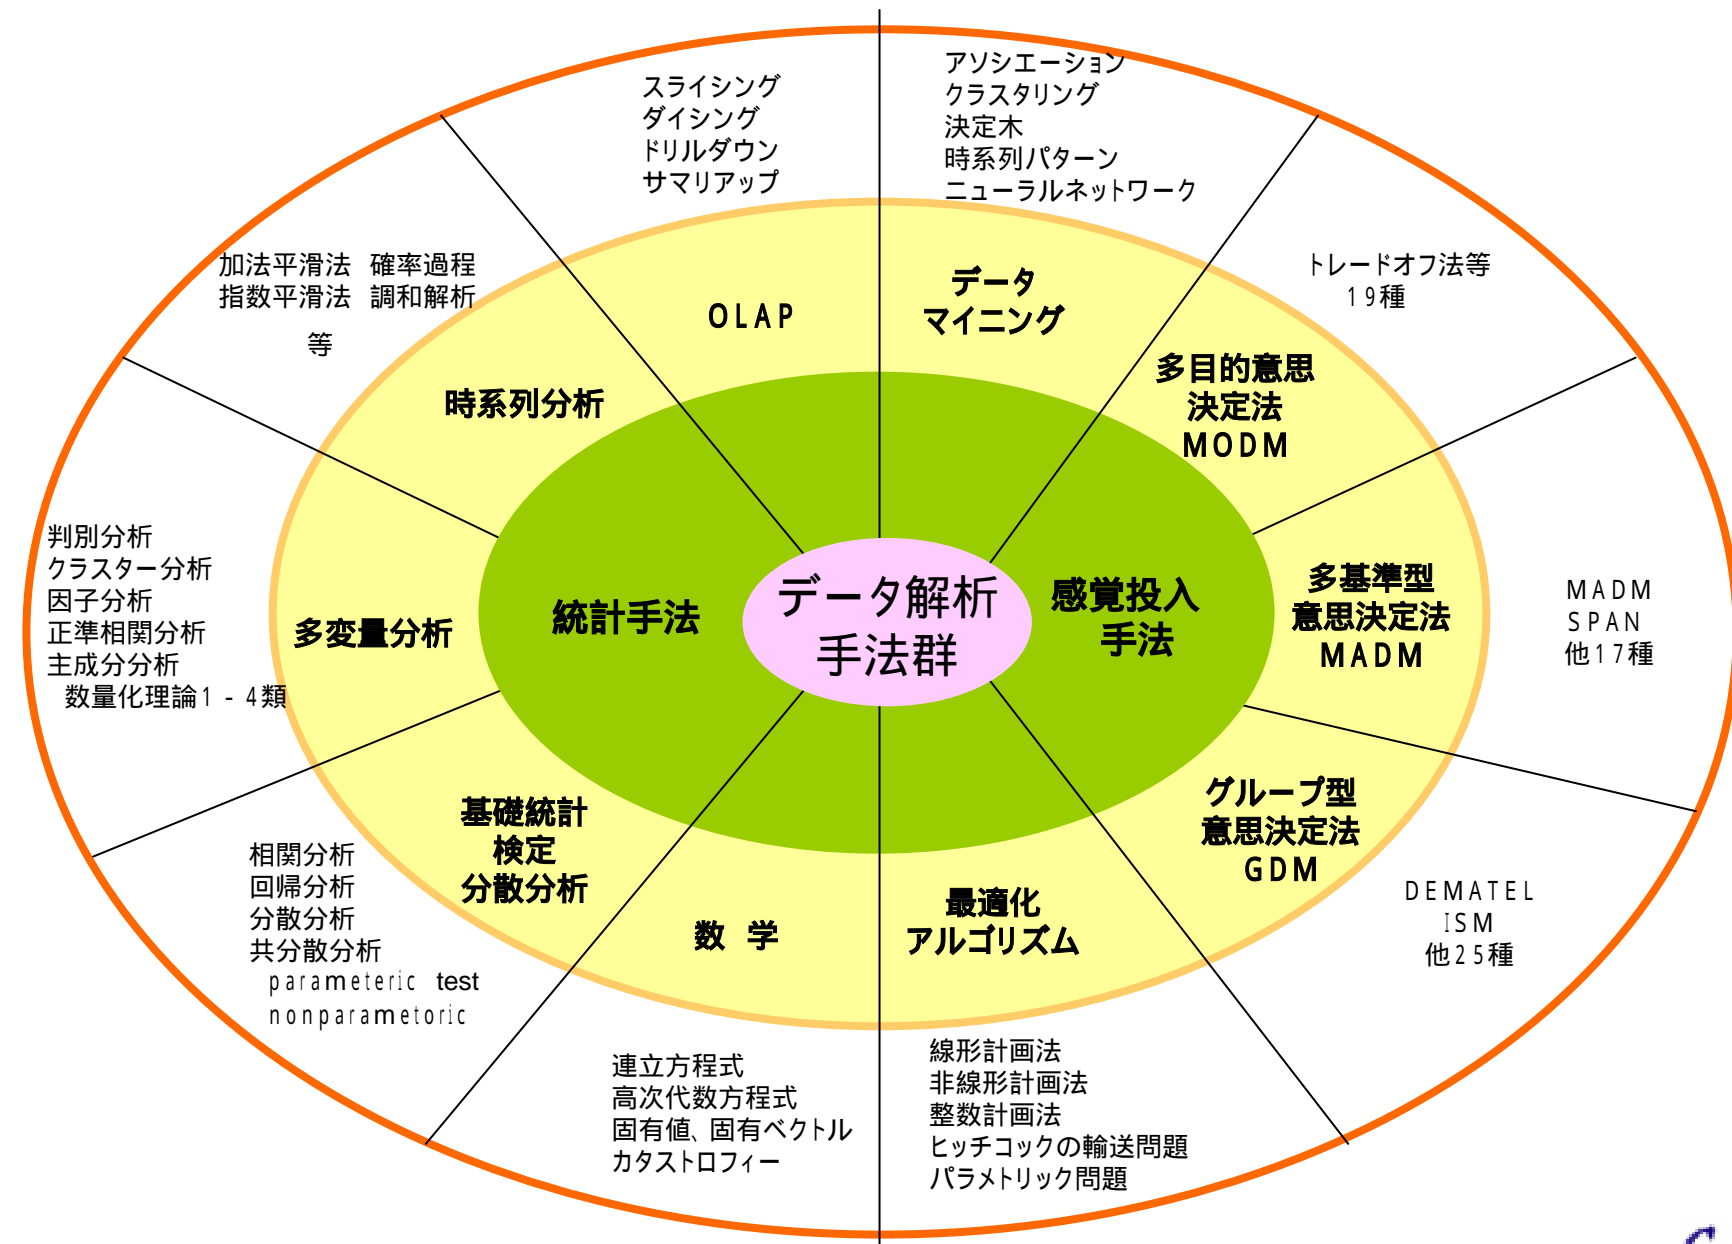 スライシング
ダイシング
ドリルダウン
サマリアップ
アソシエーション
クラスタリング
決定木
時系列パターン
ニューラルネットワーク
加法平滑法 確率過程
指数平滑法 調和解析
等
トレードオフ法等
19種
OLAP
データ
マイニング
時系列分析
多目的意思
決定法
MODM
判別分析
クラスター分析
因子分析
正準相関分析
主成分分析
数量化理論1-4類
多変量分析
統計手法
データ解析
手法群
感覚投入
手法
多基準型
意思決定法
MADM
MADM
SPAN
他17種
基礎統計
検定
分散分析
数 学
最適化
アルゴリズム
グループ型
意思決定法
GDM
相関分析
回帰分析
分散分析
共分散分析
parameteric test
nonparametoric
DEMATEL
ISM
他25種
連立方程式
高次代数方程式
固有値、固有ベクトル
カタストロフィー
線形計画法
非線形計画法
整数計画法
ヒッチコックの輸送問題
パラメトリック問題